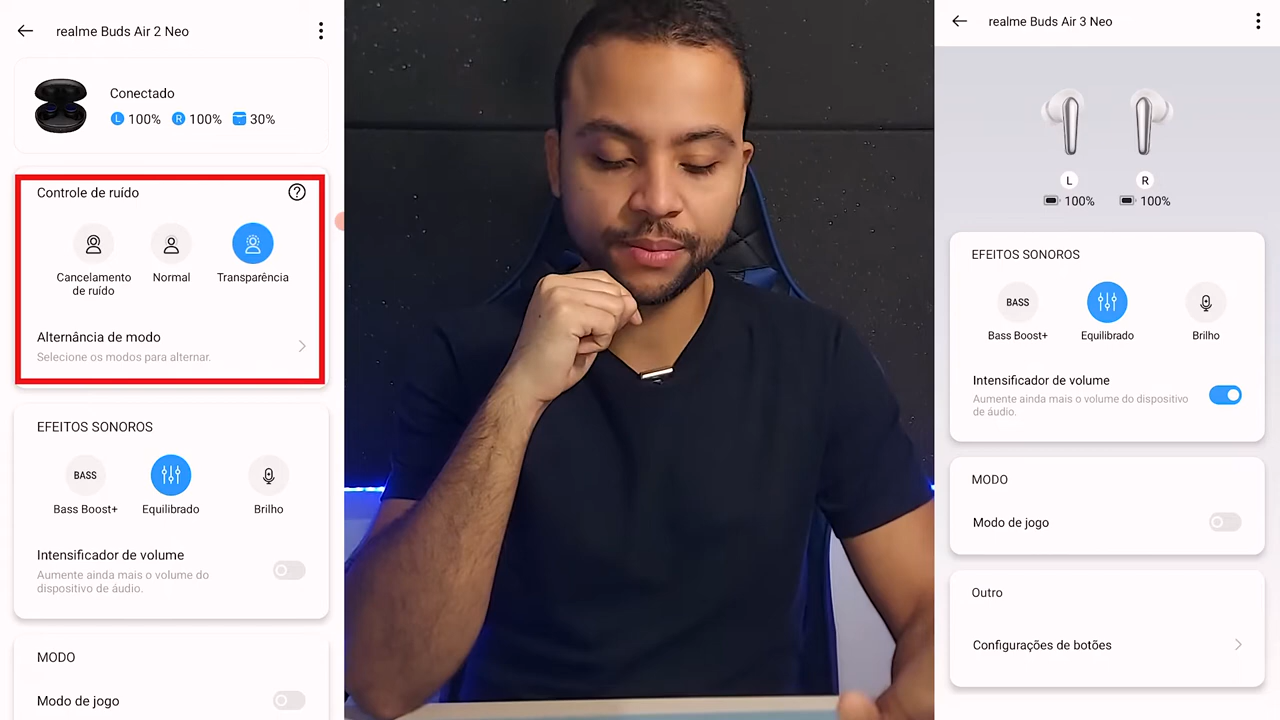 realme Buds Air 2 Neo
Conectado
L 100% R 100% 30%
Controle de ruído
?
Cancelamento
de ruído
Normal
Transparência
Alternância de modo
Selecione os modos para alternar.
EFEITOS SONOROS
BASS
Bass Boost+
Equilibrado
Brilho
Intensificador de volume
Aumente ainda mais o volume do
dispositivo de áudio.
MODO
Modo de jogo
realme Buds Air 3 Neo
L
R
100%
100%
EFEITOS SONOROS
BASS
Bass Boost+
Equilibrado
Brilho
Intensificador de volume
Aumente ainda mais o volume do dispositivo
de áudio.
MODO
Modo de jogo
Outro
Configurações de botões